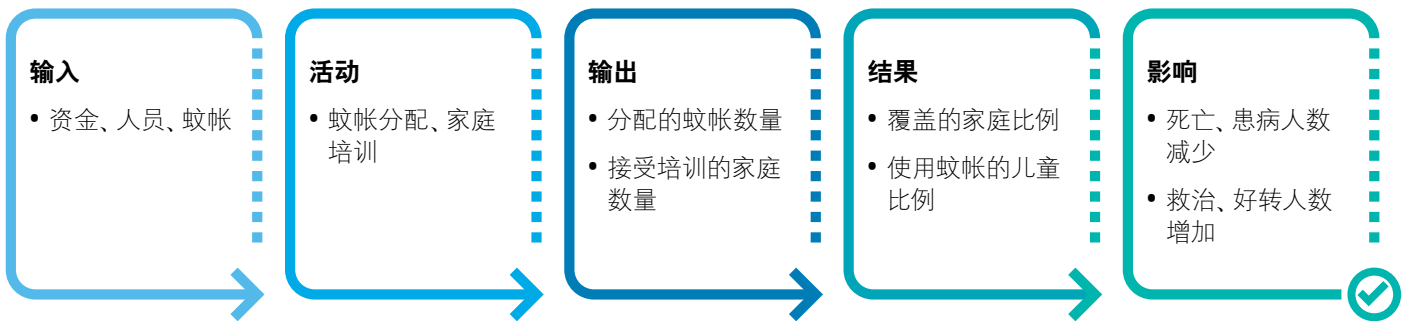 输入
• 资金、人员、蚊帐
活动
• 蚊帐分配、家庭
培训
输出
• 分配的蚊帐数量
• 接受培训的家庭
数量
结果
• 覆盖的家庭比例
• 使用蚊帐的儿童
比例
影响
• 死亡、患病人数
减少
• 救治、好转人数
增加